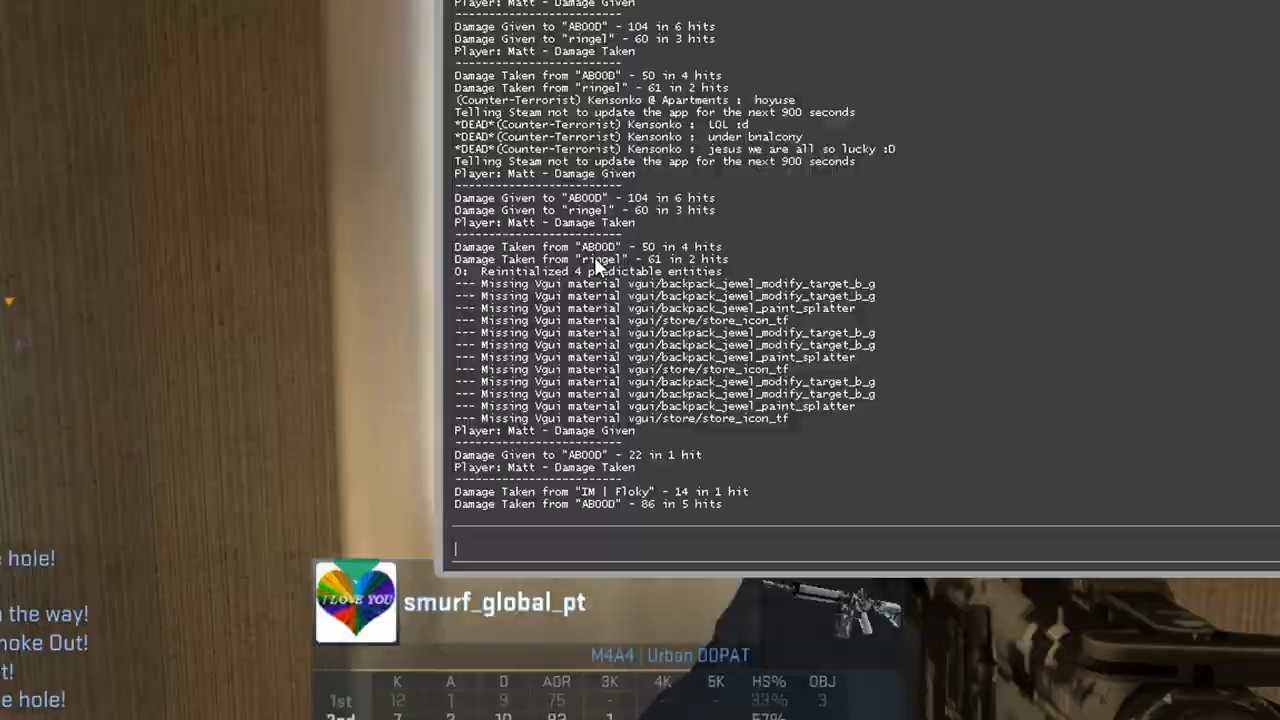 Player: Matt - Damage Given
-------------------------
Damage Given to "ABOOD" - 104 in 6 hits
Damage Given to "ringel" - 60 in 3 hits
Player: Matt - Damage Taken
-------------------------
Damage Taken from "ABOOD" - 50 in 4 hits
Damage Taken from "ringel" - 61 in 2 hits
(Counter-Terrorist) Kensonko @ Apartments :  hoyuse
Telling Steam not to update the app for the next 900 seconds
*DEAD*(Counter-Terrorist) Kensonko :  LOL :d
*DEAD*(Counter-Terrorist) Kensonko :  under bnalcony
*DEAD*(Counter-Terrorist) Kensonko :  jesus we are all so lucky :D
Telling Steam not to update the app for the next 900 seconds
Player: Matt - Damage Given
-------------------------
Damage Given to "ABOOD" - 104 in 6 hits
Damage Given to "ringel" - 60 in 3 hits
Player: Matt - Damage Taken
-------------------------
Damage Taken from "ABOOD" - 50 in 4 hits
Damage Taken from "ringel" - 61 in 2 hits
0:  Reinitialized 4 predictable entities
--- Missing Vgui material vgui/backpack_jewel_modify_target_b_g
--- Missing Vgui material vgui/backpack_jewel_modify_target_b_g
--- Missing Vgui material vgui/backpack_jewel_paint_splatter
--- Missing Vgui material vgui/store/store_icon_tf
--- Missing Vgui material vgui/backpack_jewel_modify_target_b_g
--- Missing Vgui material vgui/backpack_jewel_modify_target_b_g
--- Missing Vgui material vgui/backpack_jewel_paint_splatter
--- Missing Vgui material vgui/store/store_icon_tf
--- Missing Vgui material vgui/backpack_jewel_modify_target_b_g
--- Missing Vgui material vgui/backpack_jewel_modify_target_b_g
--- Missing Vgui material vgui/backpack_jewel_paint_splatter
--- Missing Vgui material vgui/store/store_icon_tf
Player: Matt - Damage Given
-------------------------
Damage Given to "ABOOD" - 22 in 1 hit
Player: Matt - Damage Taken
-------------------------
Damage Taken from "IM | Floky" - 14 in 1 hit
Damage Taken from "ABOOD" - 86 in 5 hits
hole!
the way!
moke Out!
t!
e hole!
I LOVE YOU
smurf_global_pt
M4A4 | Urban DDPAT
K A D ADR 3K 4K 5K HS% OBJ
1st 12 1 9 75 - - - 33% 3
2nd 7 2 10 83 1 57%